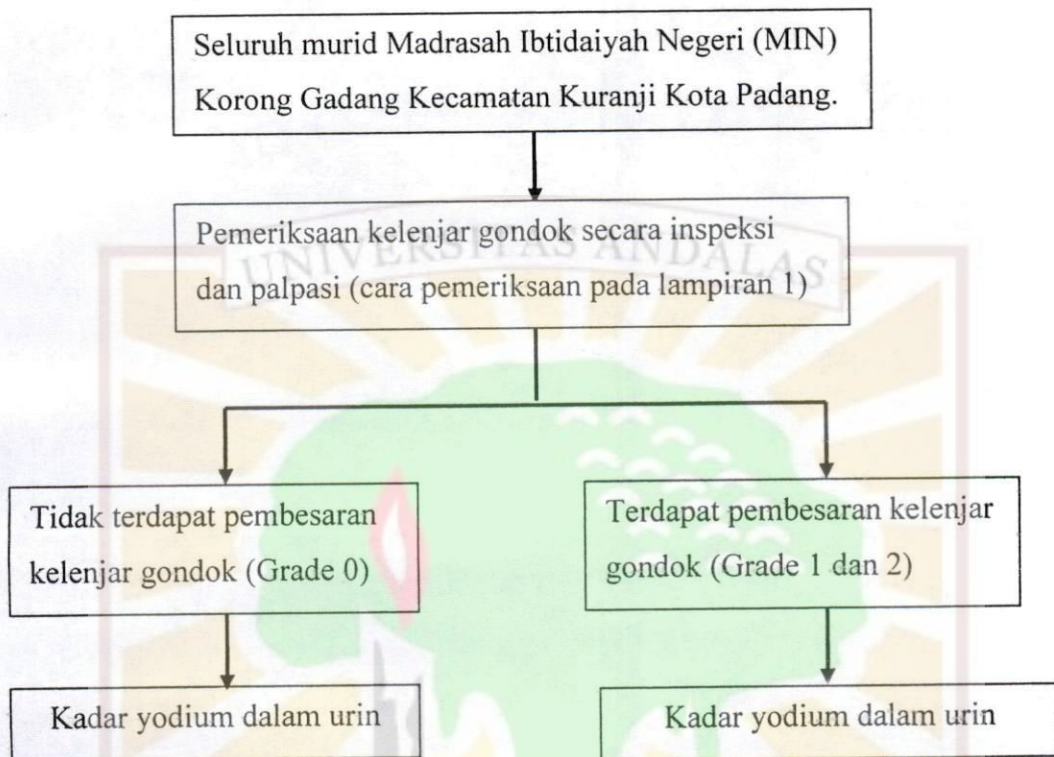 Seluruh murid Madrasah Ibtidaiyah Negeri (MIN)
Korong Gadang Kecamatan Kuranji Kota Padang.
UNIVERSITAS ANDALAS
Pemeriksaan kelenjar gondok secara inspeksi
dan palpasi (cara pemeriksaan pada lampiran 1)
Tidak terdapat pembesaran
kelenjar gondok (Grade 0)
Terdapat pembesaran kelenjar
gondok (Grade 1 dan 2)
Kadar yodium dalam urin
Kadar yodium dalam urin